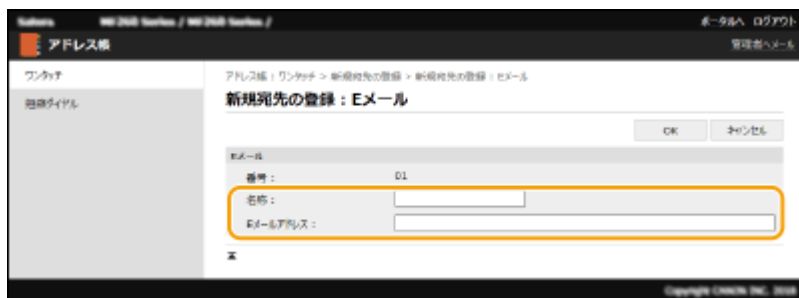 ポータルへ ログアウト
アドレス帳
管理者へメール
ワンタッチ
短縮ダイヤル
アドレス帳 : ワンタッチ > 新規宛先の登録 > 新規宛先の登録 : Eメール
新規宛先の登録 : Eメール
OK キャンセル
Eメール
番号 : 01
名称 :
Eメールアドレス :
Copyright CANON INC. 2018